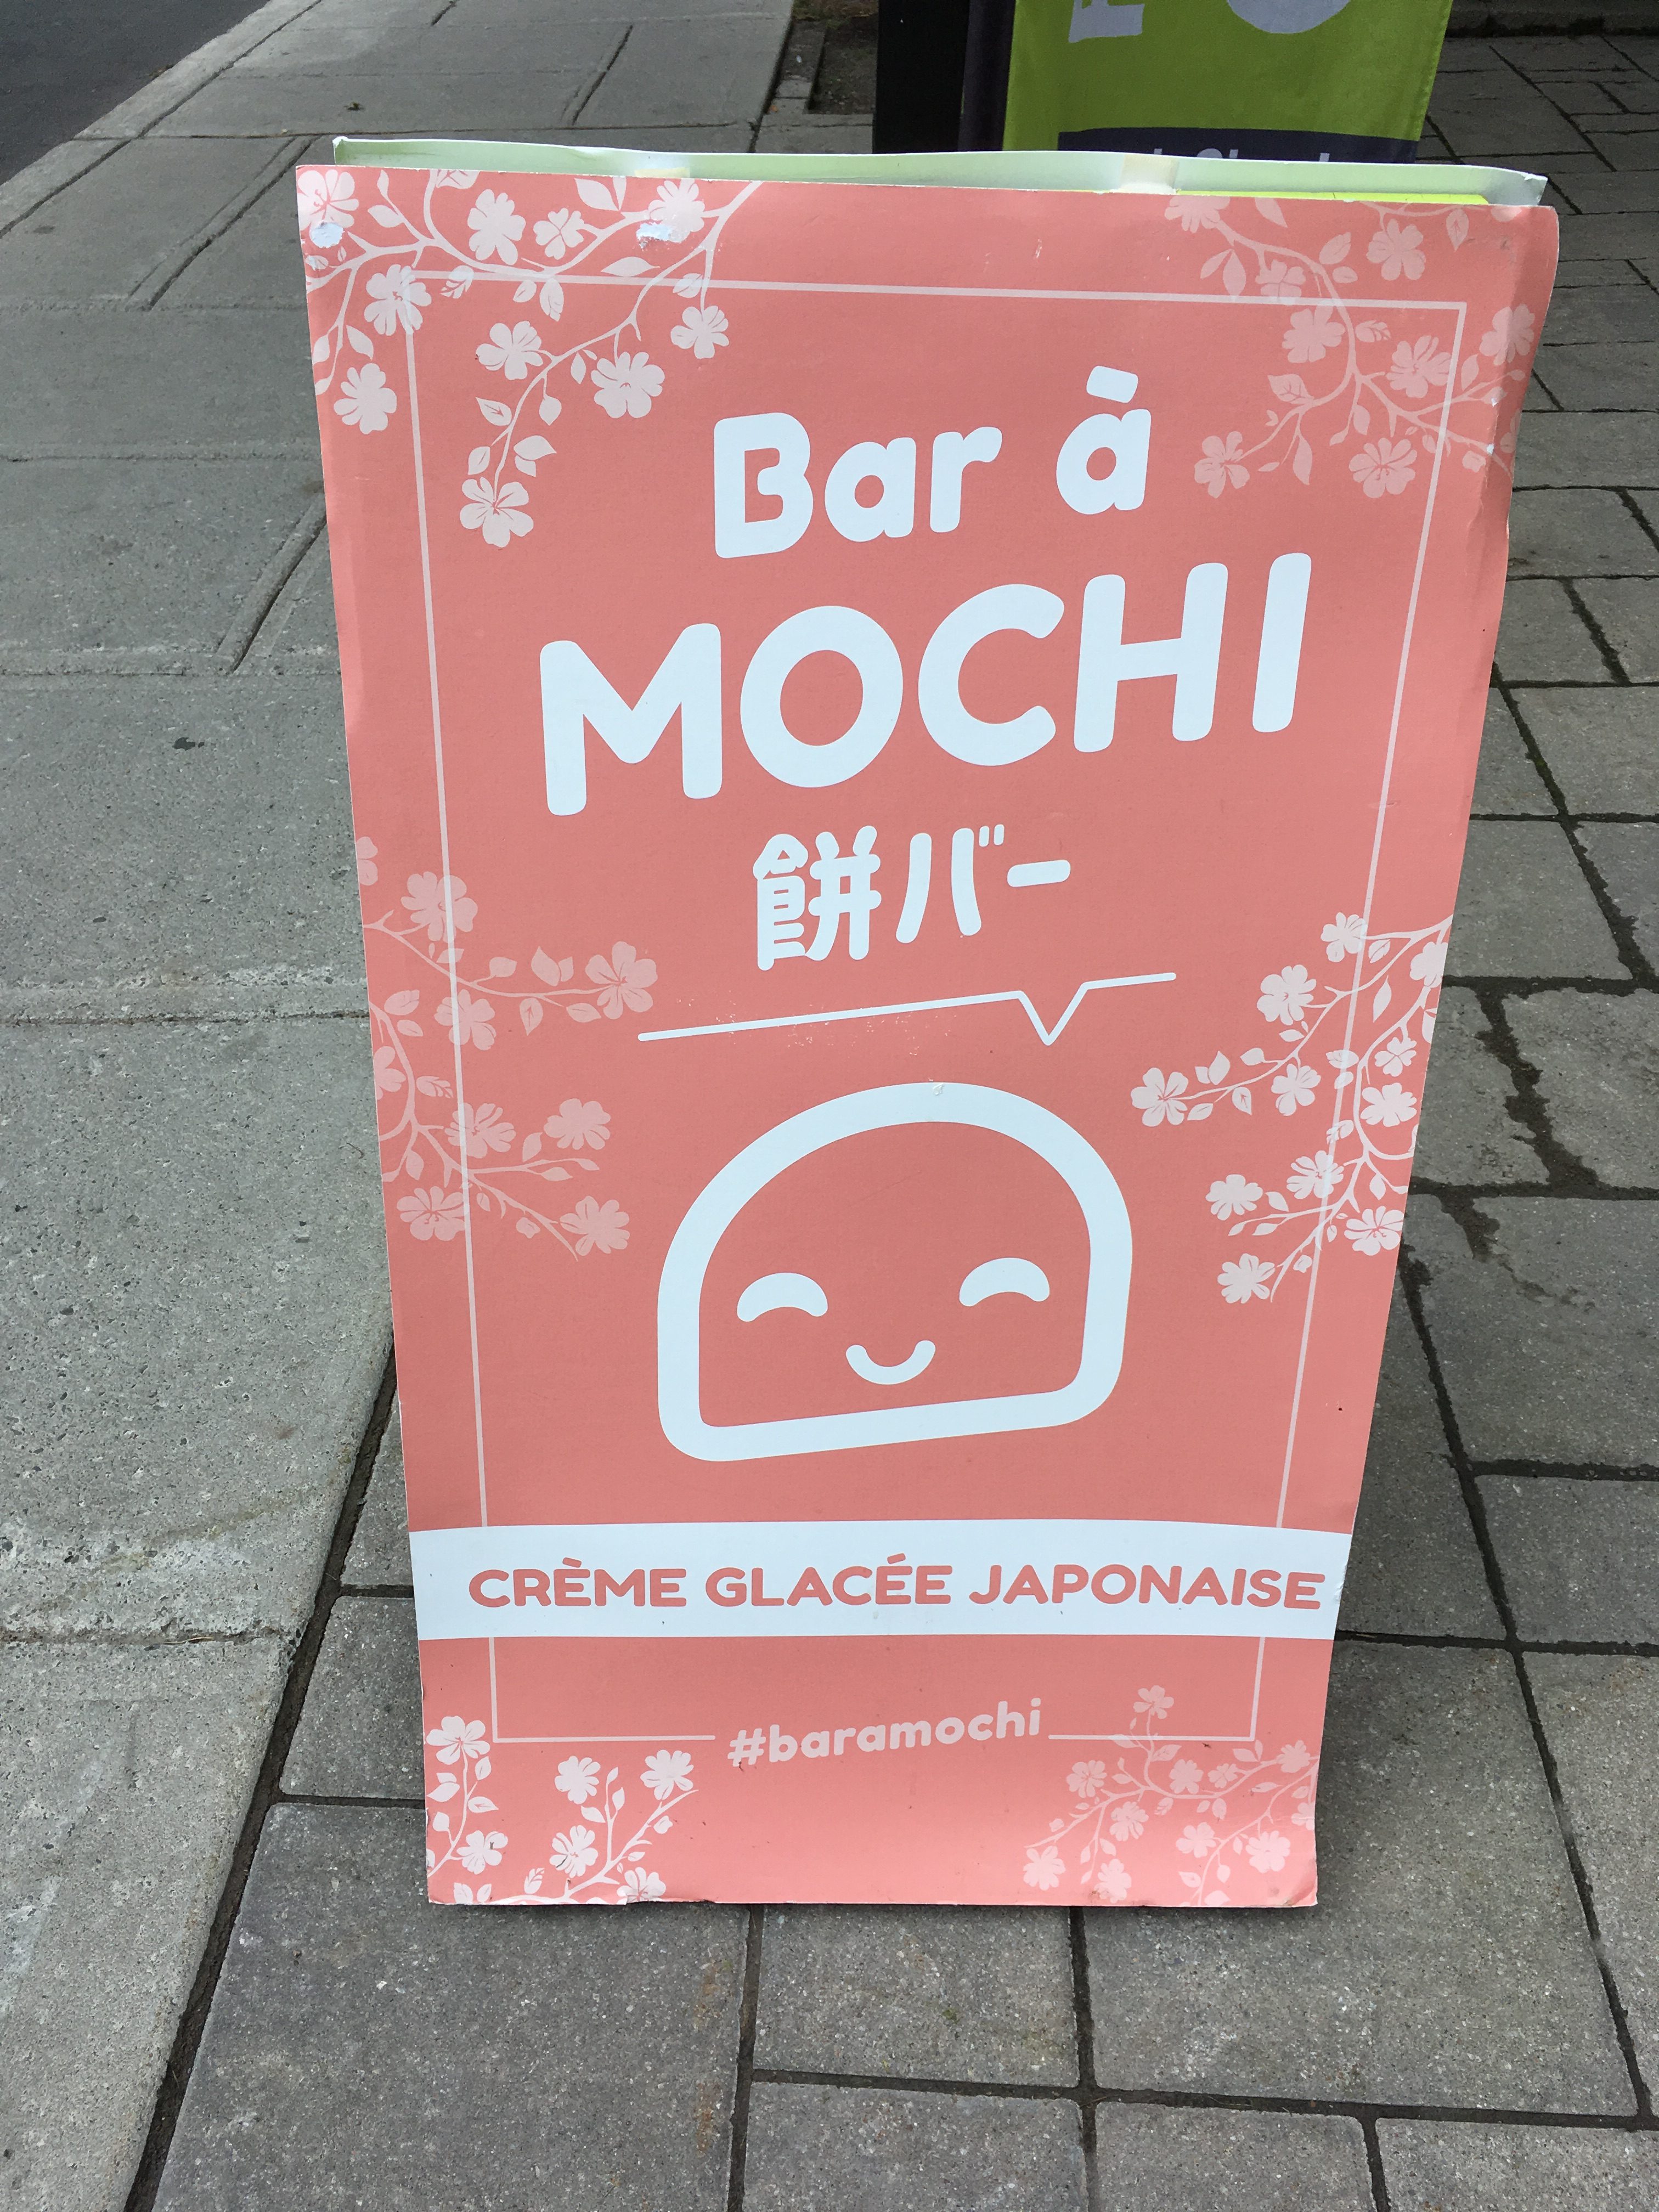 Bar à
MOCHI
餅バー
CRÈME GLACÉE JAPONAISE
#baramochi